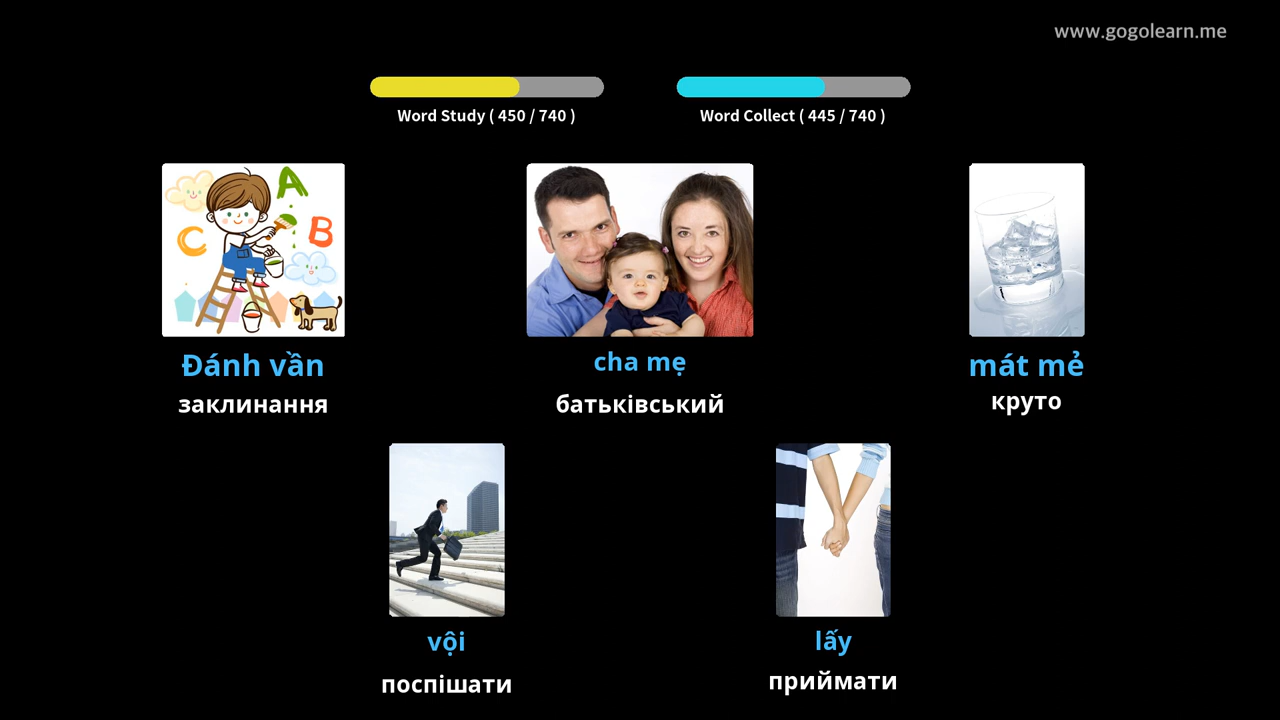 www.gogolearn.me
Word Study ( 450 / 740 )
Word Collect ( 445 / 740 )
A
B
C
Đánh vần
заклинання
cha mẹ
батьківський
mát mẻ
круто
vội
поспішати
lấy
приймати